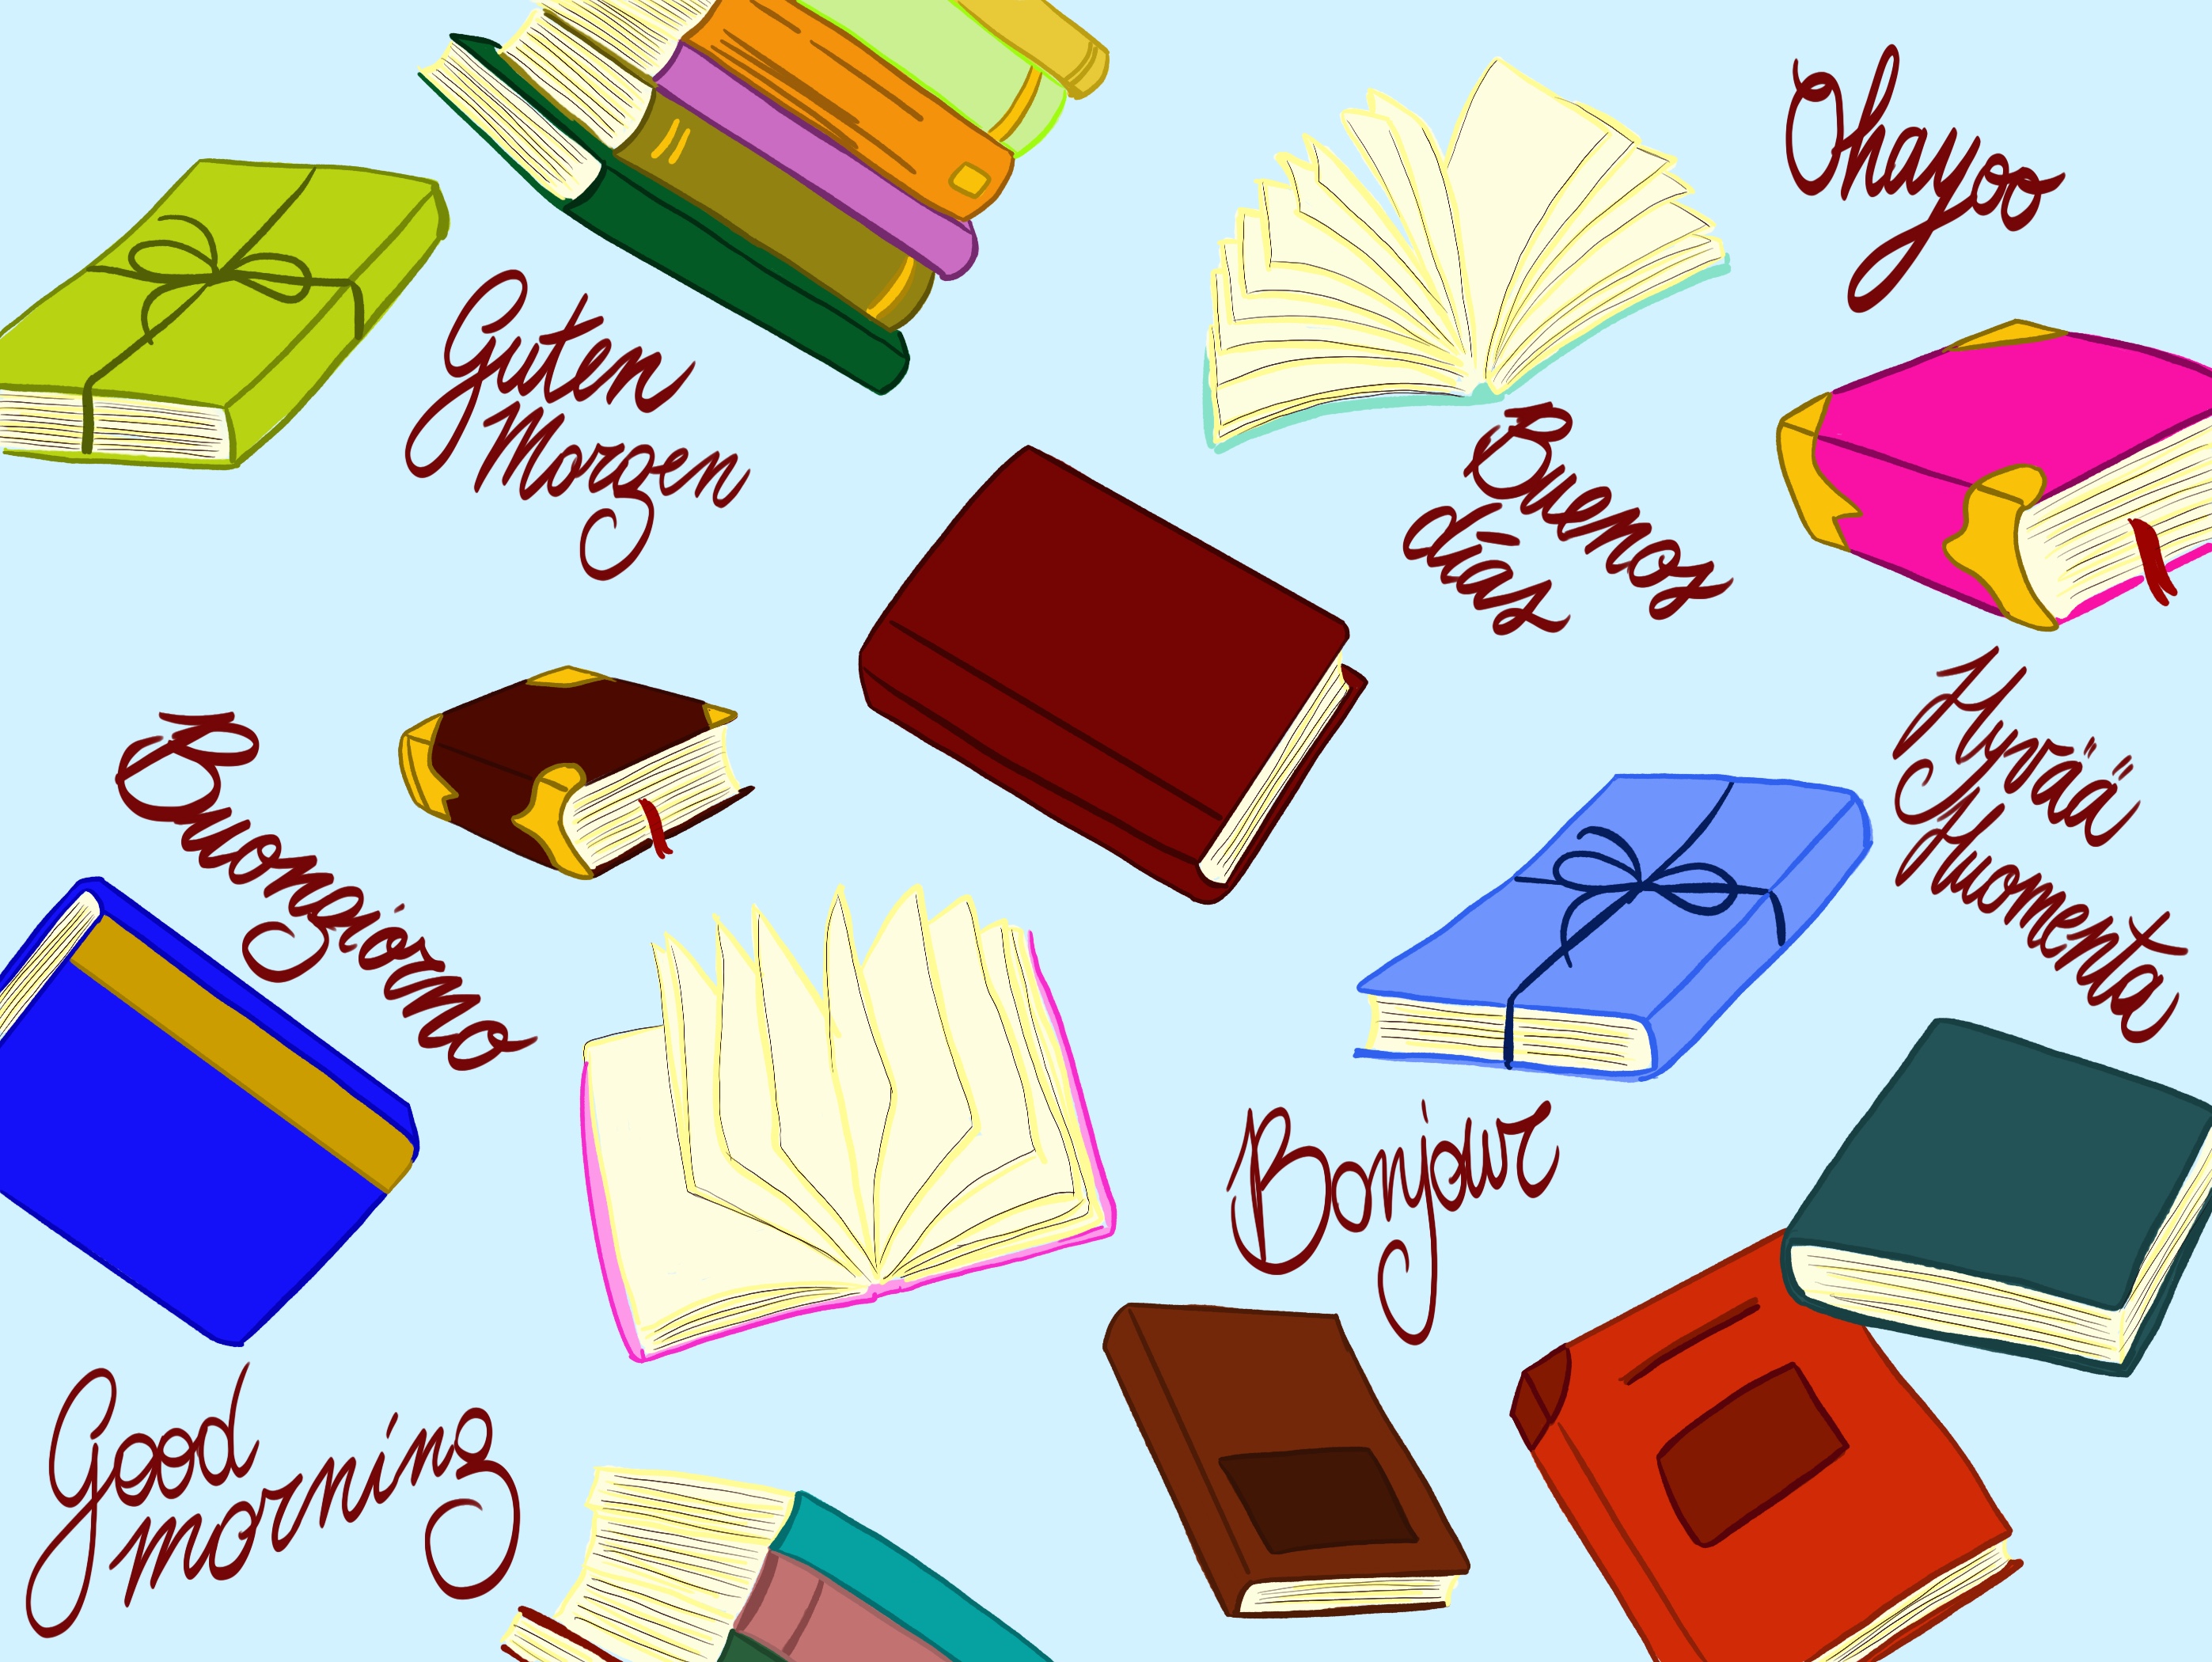 Ohayoo
Guten
Morgen
Buenos
días
Buongiorno
Hyvää
Huomenta
Bonjour
Good
morning